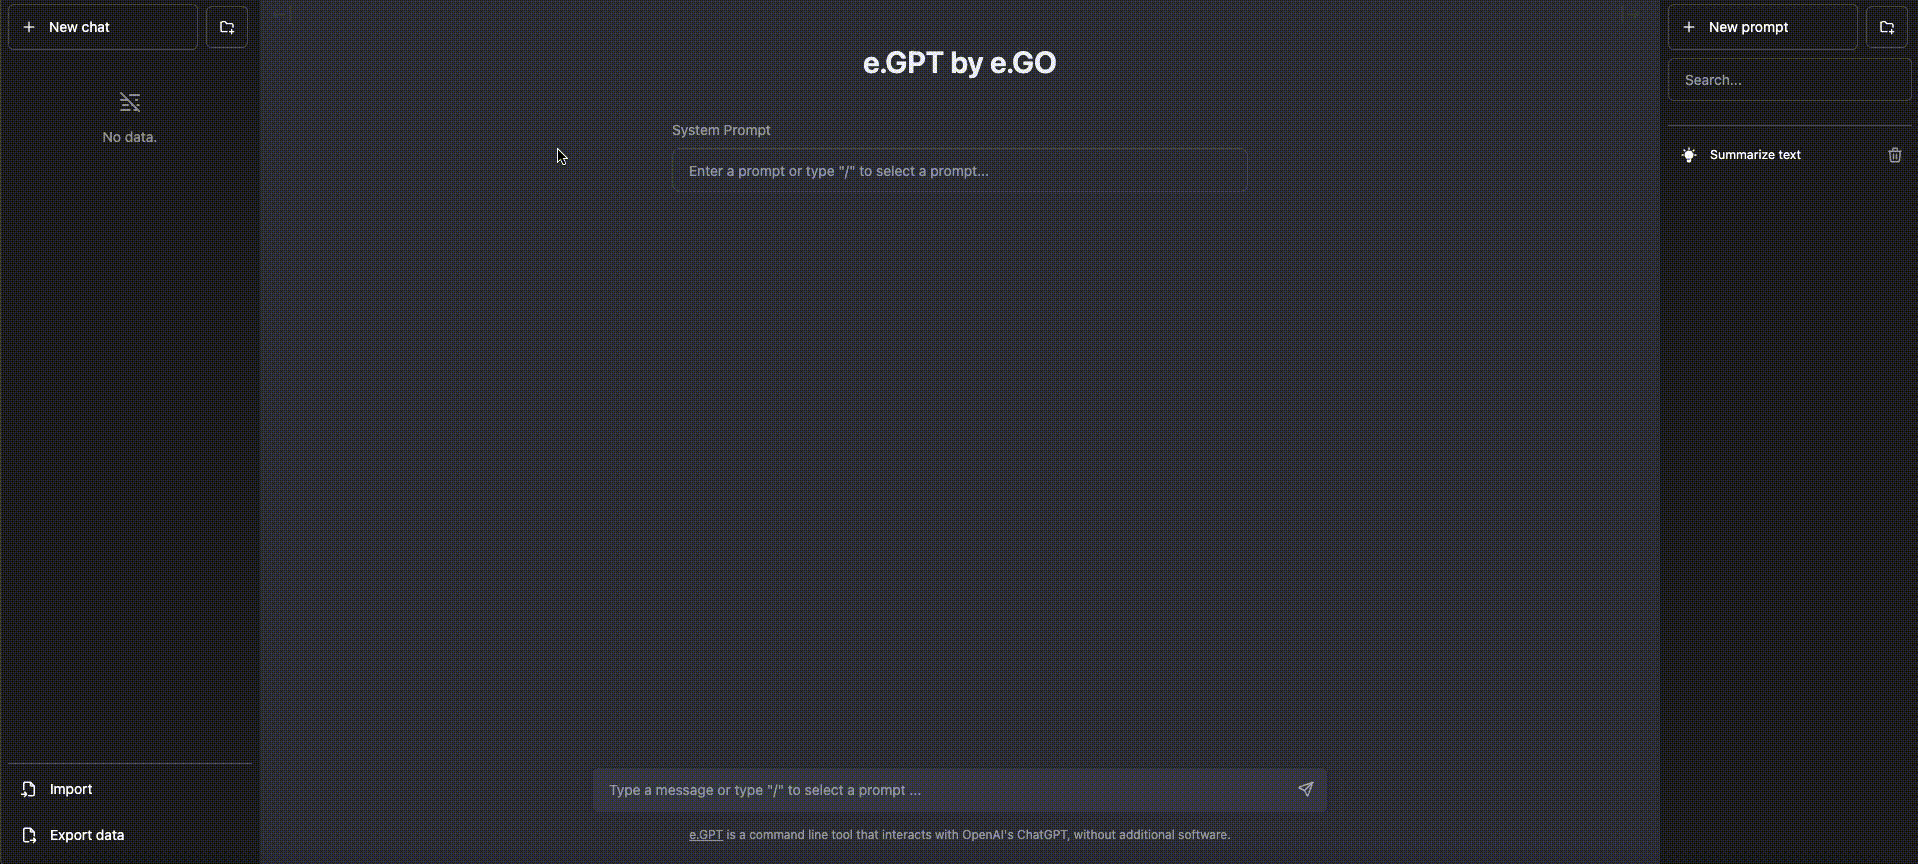 New chat
No data.
Import
Export data
e.GPT by e.GO
System Prompt
Enter a prompt or type "/" to select a prompt...
Type a message or type "/" to select a prompt ...
e.GPT is a command line tool that interacts with OpenAI's ChatGPT, without additional software.
New prompt
Search...
Summarize text